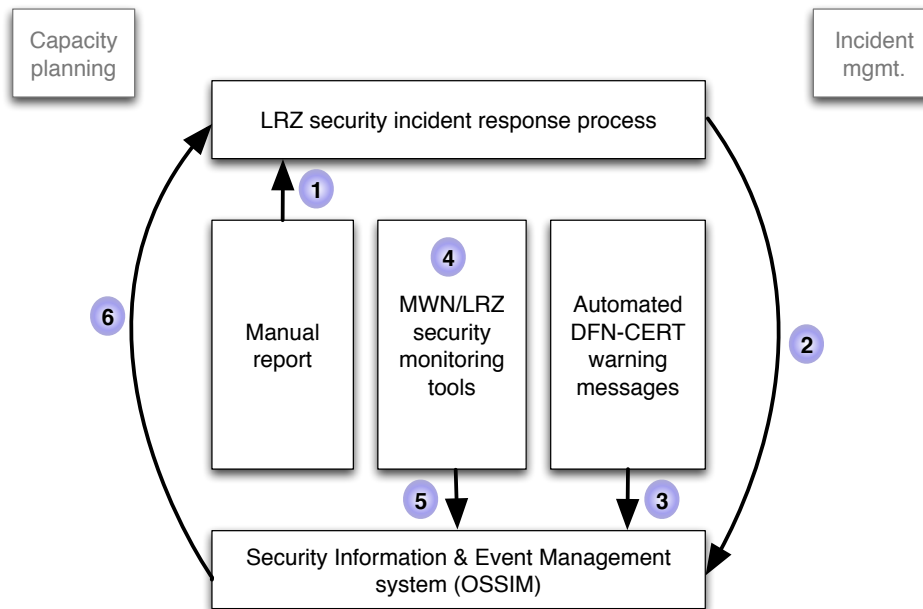 Capacity
planning
Incident
mgmt.
LRZ security incident response process
1
4
6
Manual
report
MWN/LRZ
security
monitoring
tools
Automated
DFN-CERT
warning
messages
2
5
3
Security Information & Event Management
system (OSSIM)